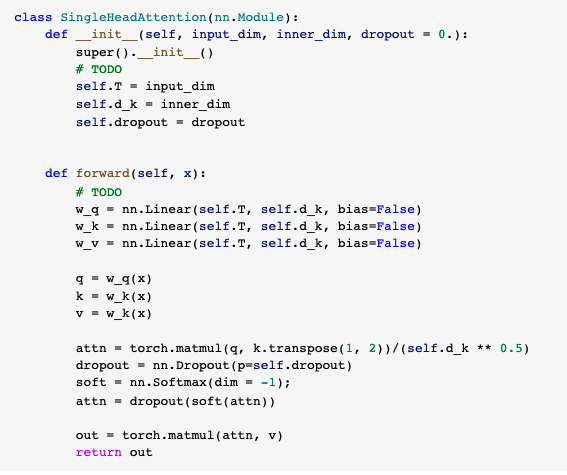 class SingleHeadAttention(nn.Module):
    def __init__(self, input_dim, inner_dim, dropout = 0.):
        super().__init__()
        # TODO
        self.T = input_dim
        self.d_k = inner_dim
        self.dropout = dropout
    def forward(self, x):
        # TODO
        w_q = nn.Linear(self.T, self.d_k, bias=False)
        w_k = nn.Linear(self.T, self.d_k, bias=False)
        w_v = nn.Linear(self.T, self.d_k, bias=False)
        q = w_q(x)
        k = w_k(x)
        v = w_k(x)
        attn = torch.matmul(q, k.transpose(1, 2))/(self.d_k ** 0.5)
        dropout = nn.Dropout(p=self.dropout)
        soft = nn.Softmax(dim = -1);
        attn = dropout(soft(attn))
        out = torch.matmul(attn, v)
        return out